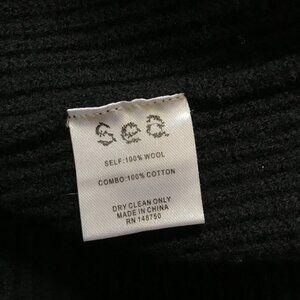 sea
SELF:100% WOOL
COMBO:100% COTTON
DRY CLEAN ONLY
MADE IN CHINA
RN 148750